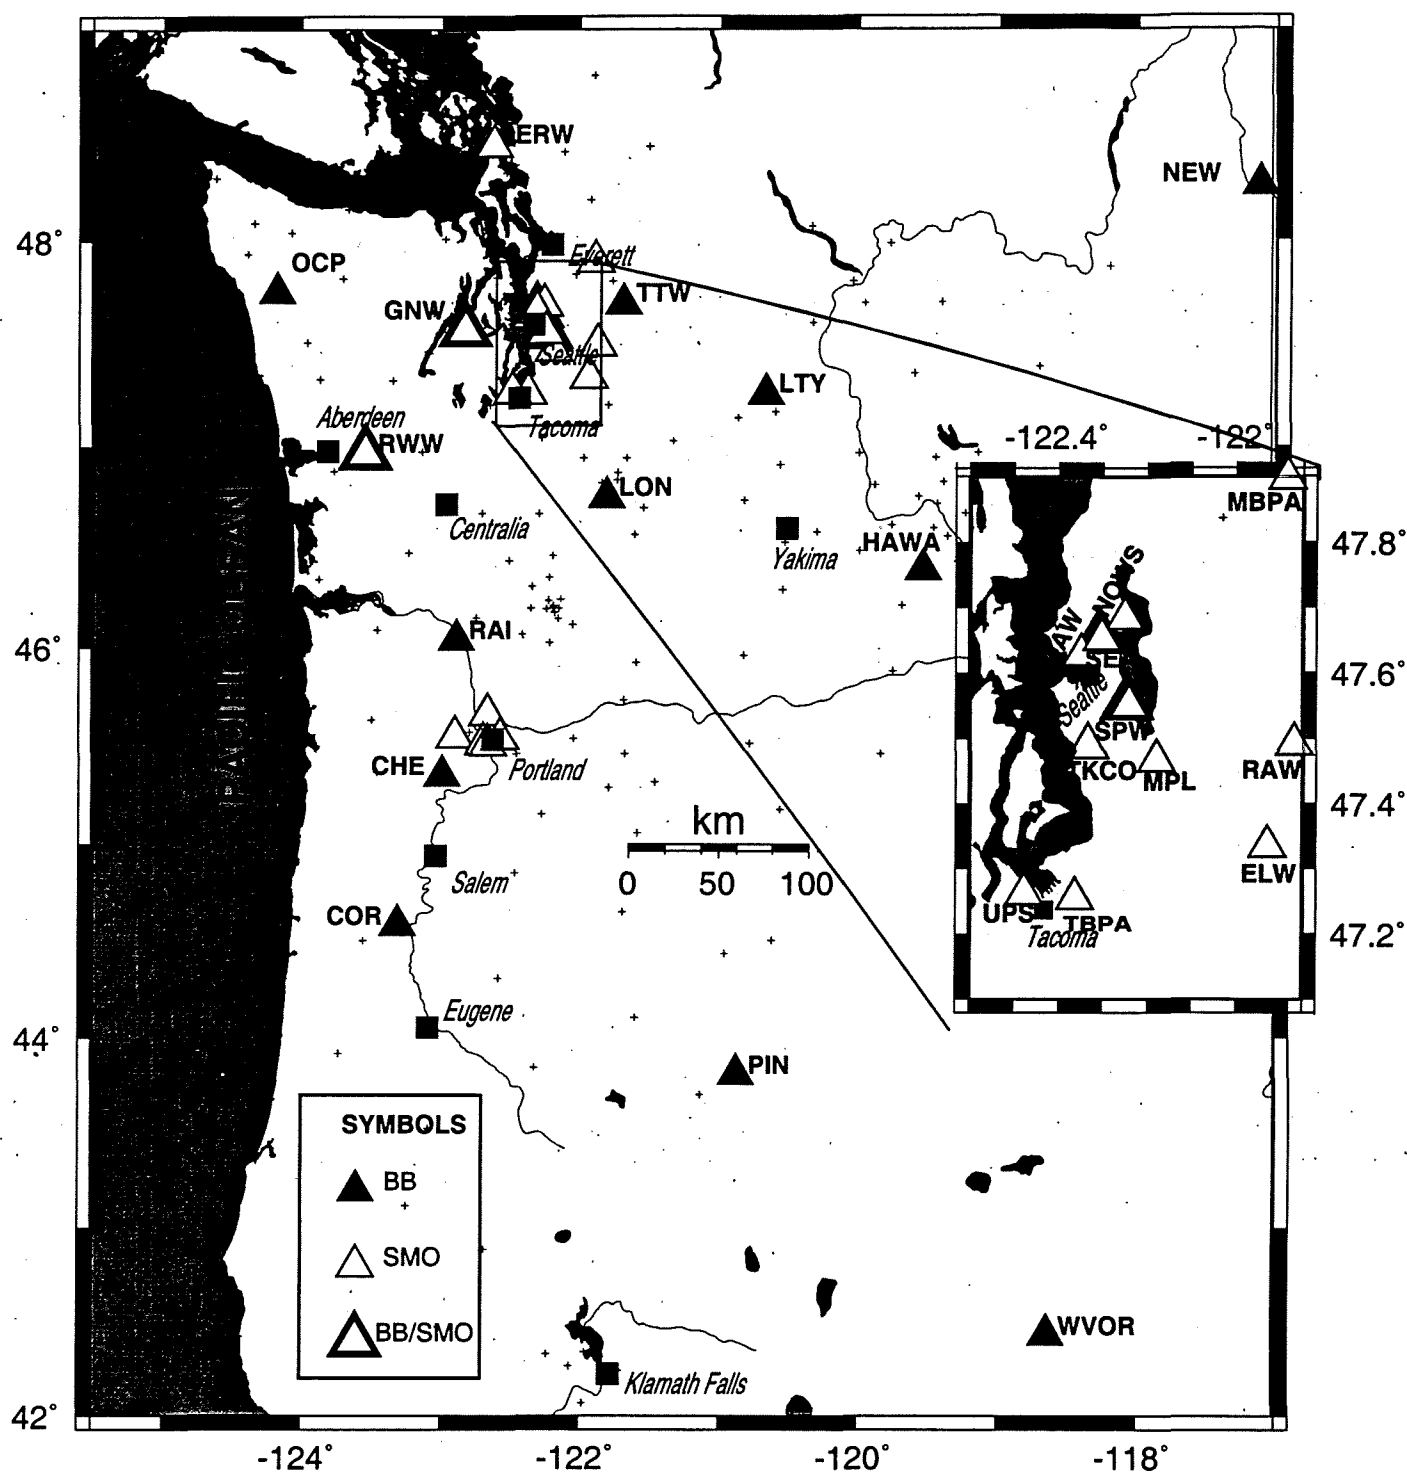 ERW
NEW
48°
Everett
OCP
TTW
GNW
Seattle
LTY
Aberdeen
Tacoma
RWW
-122.4°
-122°
LON
MBPA
Centralia
Yakima
HAWA
47.8°
NOWS
RAI
46°
SE
47.6°
Seattle
SPW
PACIFIC OCEAN
CHE
Portland
TKCO
MPL
RAW
km
47.4°
0 50 100
Salem
ELW
COR
UPS
TBPA
Tacoma
47.2°
Eugene
44°
PIN
SYMBOLS
BB
SMO
BB/SMO
WVOR
Klamath Falls
42°
-124°
-122°
-120°
-118°